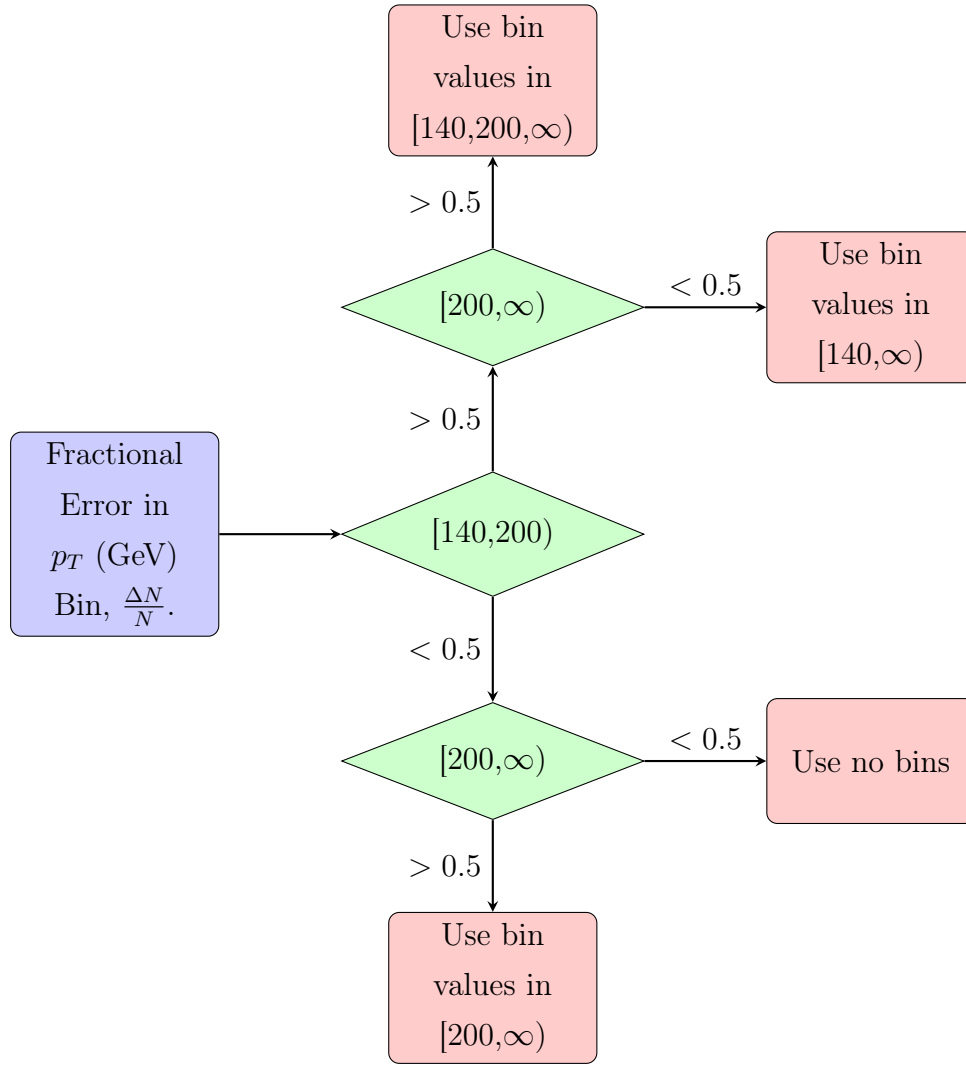 Use bin
values in
[140,200,∞)
> 0.5
[200,∞)
< 0.5
Use bin
values in
[140,∞)
> 0.5
Fractional
Error in
p_T (GeV)
Bin, ΔN/N.
[140,200)
< 0.5
[200,∞)
< 0.5
Use no bins
> 0.5
Use bin
values in
[200,∞)